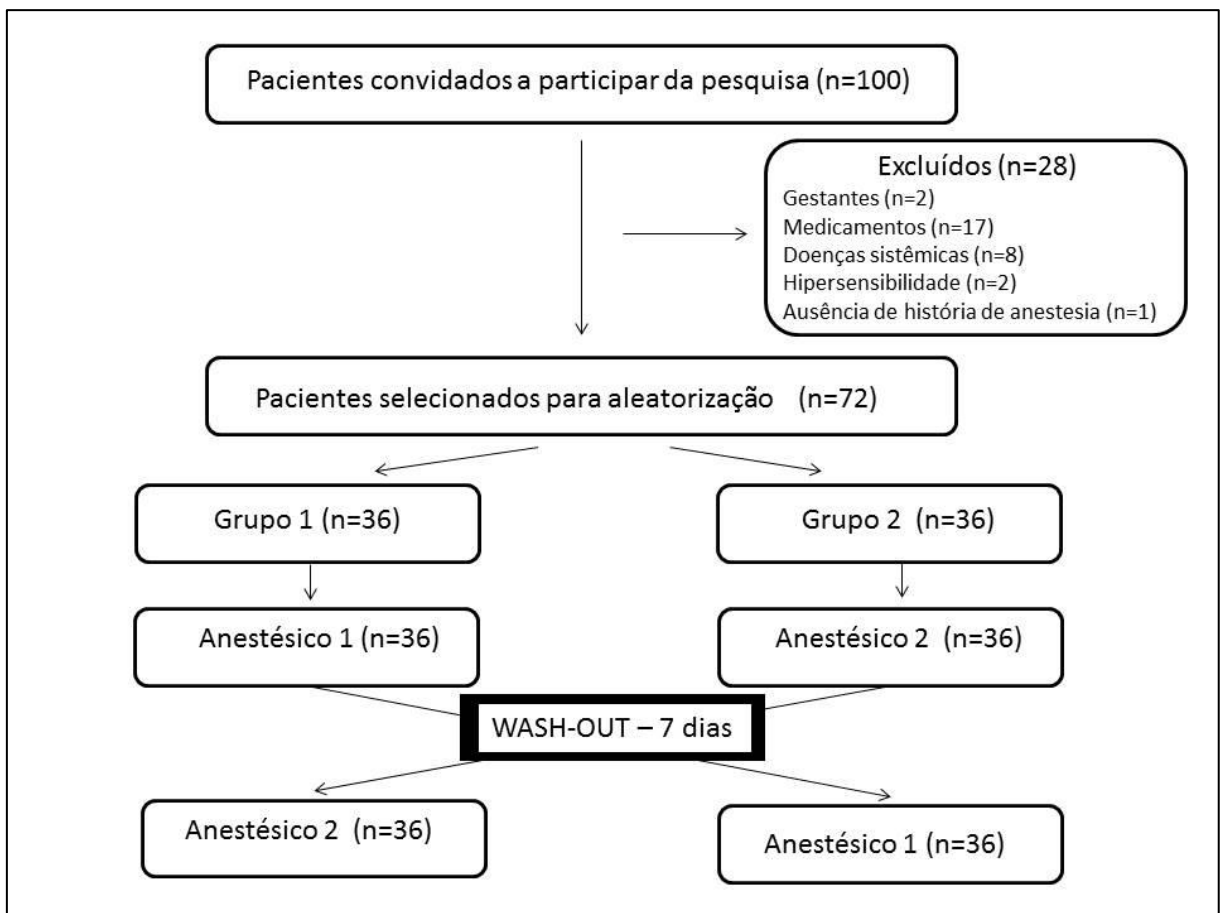 Pacientes convidados a participar da pesquisa (n=100)
Excluídos (n=28)
Gestantes (n=2)
Medicamentos (n=17)
Doenças sistêmicas (n=8)
Hipersensibilidade (n=2)
Ausência de história de anestesia (n=1)
Pacientes selecionados para aleatorização (n=72)
Grupo 1 (n=36)
Grupo 2 (n=36)
Anestésico 1 (n=36)
Anestésico 2 (n=36)
WASH-OUT – 7 dias
Anestésico 2 (n=36)
Anestésico 1 (n=36)